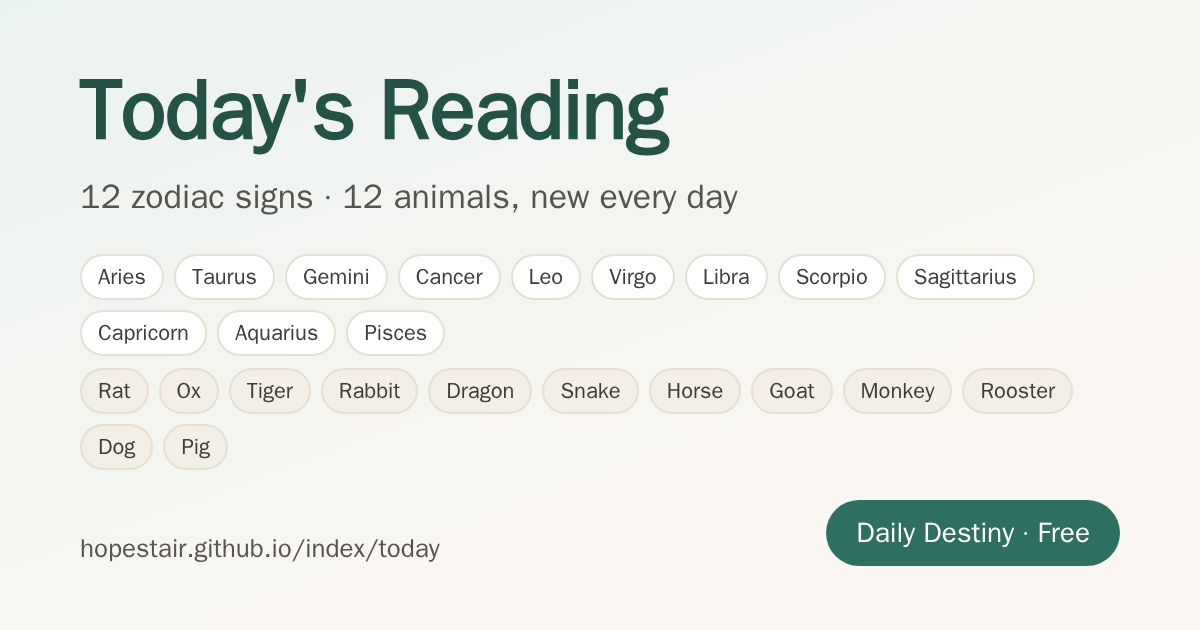 Today's Reading
12 zodiac signs · 12 animals, new every day
Aries Taurus Gemini Cancer Leo Virgo Libra Scorpio Sagittarius
Capricorn Aquarius Pisces
Rat Ox Tiger Rabbit Dragon Snake Horse Goat Monkey Rooster
Dog Pig
hopestair.github.io/index/today
Daily Destiny · Free